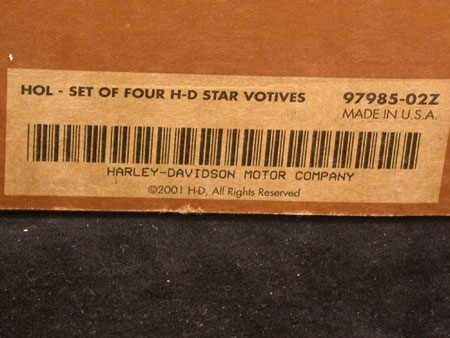 HOL - SET OF FOUR H-D STAR VOTIVES 97985-02Z
MADE IN U.S.A.
HARLEY-DAVIDSON MOTOR COMPANY
©2001 H-D, All Rights Reserved